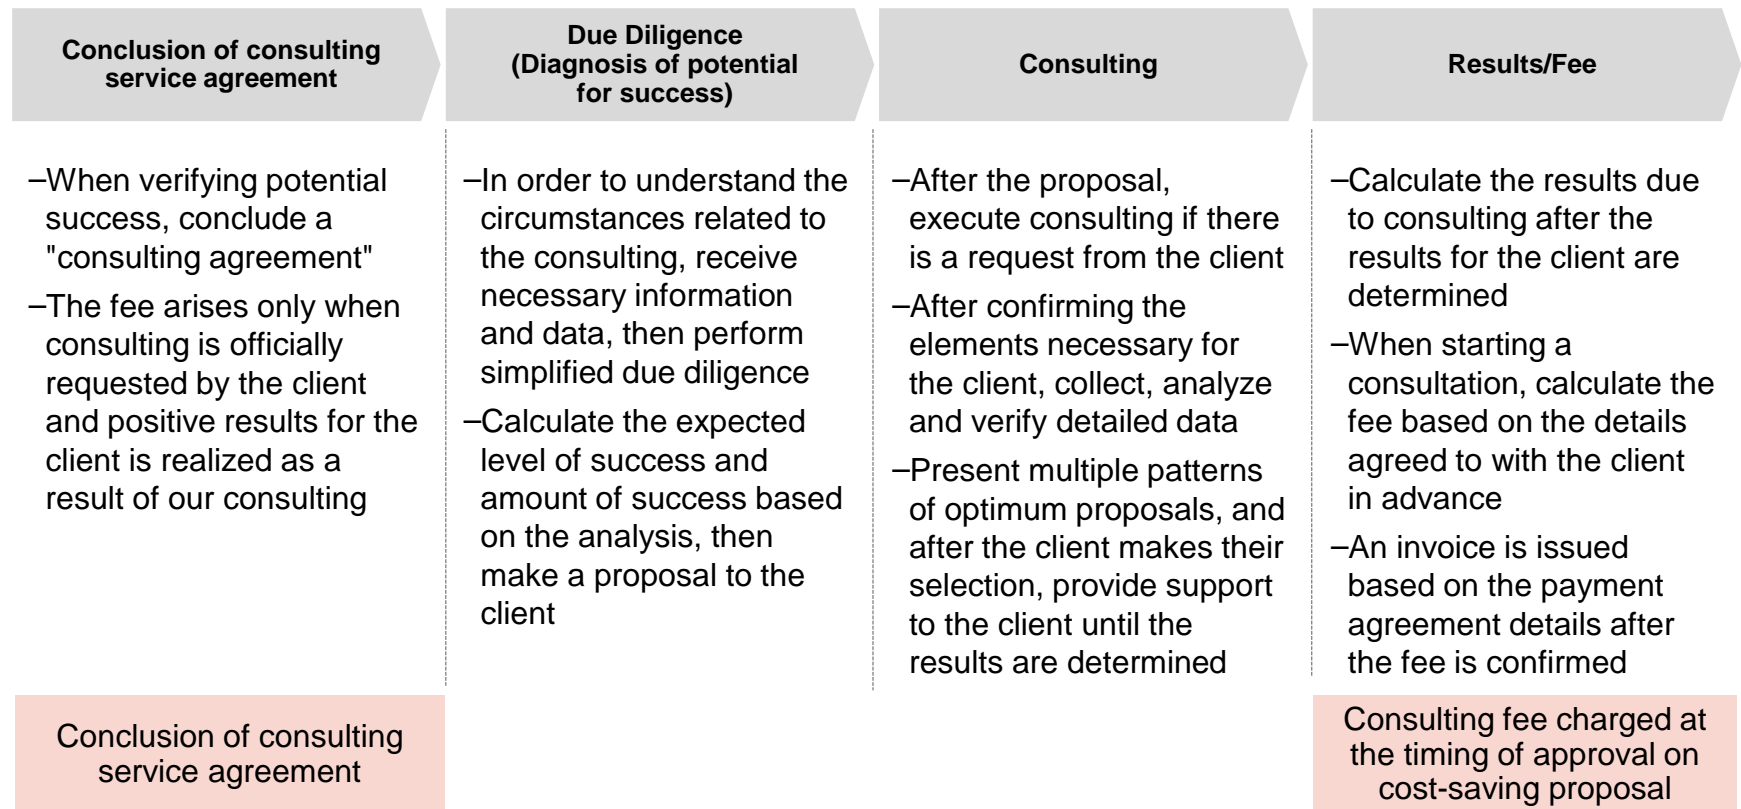 Conclusion of consulting
service agreement
Due Diligence
(Diagnosis of potential
for success)
Consulting
Results/Fee
–When verifying potential
success, conclude a
"consulting agreement"
–The fee arises only when
consulting is officially
requested by the client
and positive results for the
client is realized as a
result of our consulting
–In order to understand the
circumstances related to
the consulting, receive
necessary information
and data, then perform
simplified due diligence
–Calculate the expected
level of success and
amount of success based
on the analysis, then
make a proposal to the
client
–After the proposal,
execute consulting if there
is a request from the client
–After confirming the
elements necessary for
the client, collect, analyze
and verify detailed data
–Present multiple patterns
of optimum proposals, and
after the client makes their
selection, provide support
to the client until the
results are determined
–Calculate the results due
to consulting after the
results for the client are
determined
–When starting a
consultation, calculate the
fee based on the details
agreed to with the client
in advance
–An invoice is issued
based on the payment
agreement details after
the fee is confirmed
Conclusion of consulting
service agreement
Consulting fee charged at
the timing of approval on
cost-saving proposal